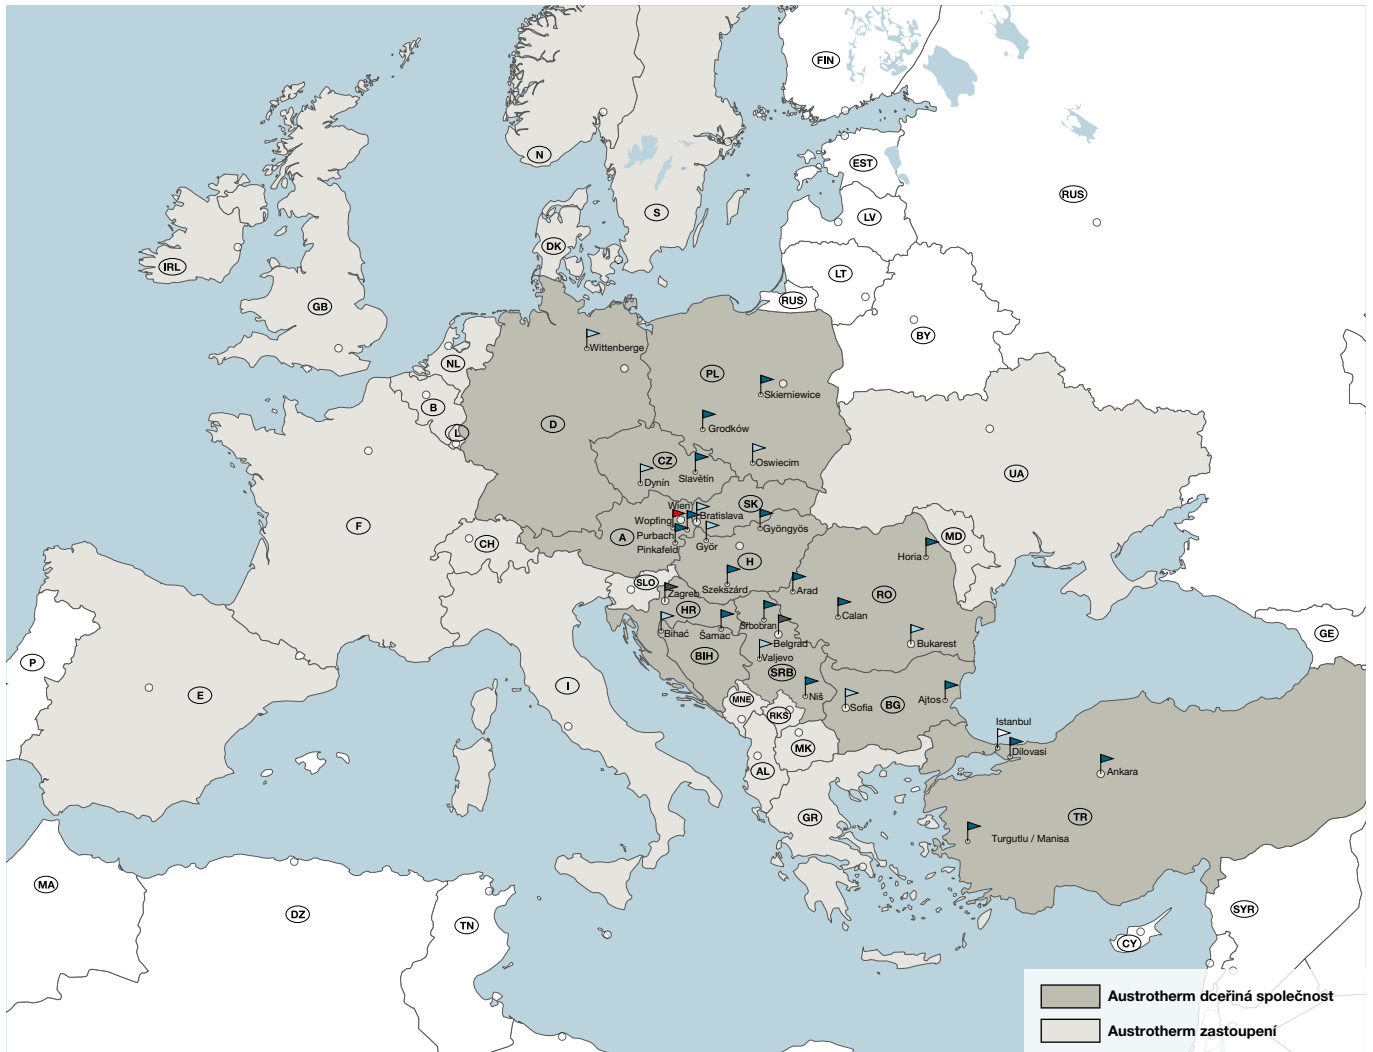 FIN
N
EST
RUS
S
LV
DK
IRL
LT
RUS
GB
BY
Wittenberge
NL
PL
Skierniewice
B
D
Grodków
L
CZ
Oswiecim
UA
Slavětín
Dynín
SK
Wien
Bratislava
Wopfing
F
Gyöngyös
Purbach
A
CH
Győr
Pinkafeld
MD
Horia
H
SLO
Szekszárd
Arad
Zagreb
RO
HR
Calan
Srbobran
Bihać
Šamac
GE
Belgrad
Bukarest
BIH
Valjevo
P
SRB
I
E
Niš
MNE
Ajtos
BG
Sofia
RKS
Istanbul
MK
Dilovasi
AL
Ankara
GR
TR
Turgutlu / Manisa
MA
SYR
DZ
TN
CY
Austrotherm dceřiná společnost
Austrotherm zastoupení